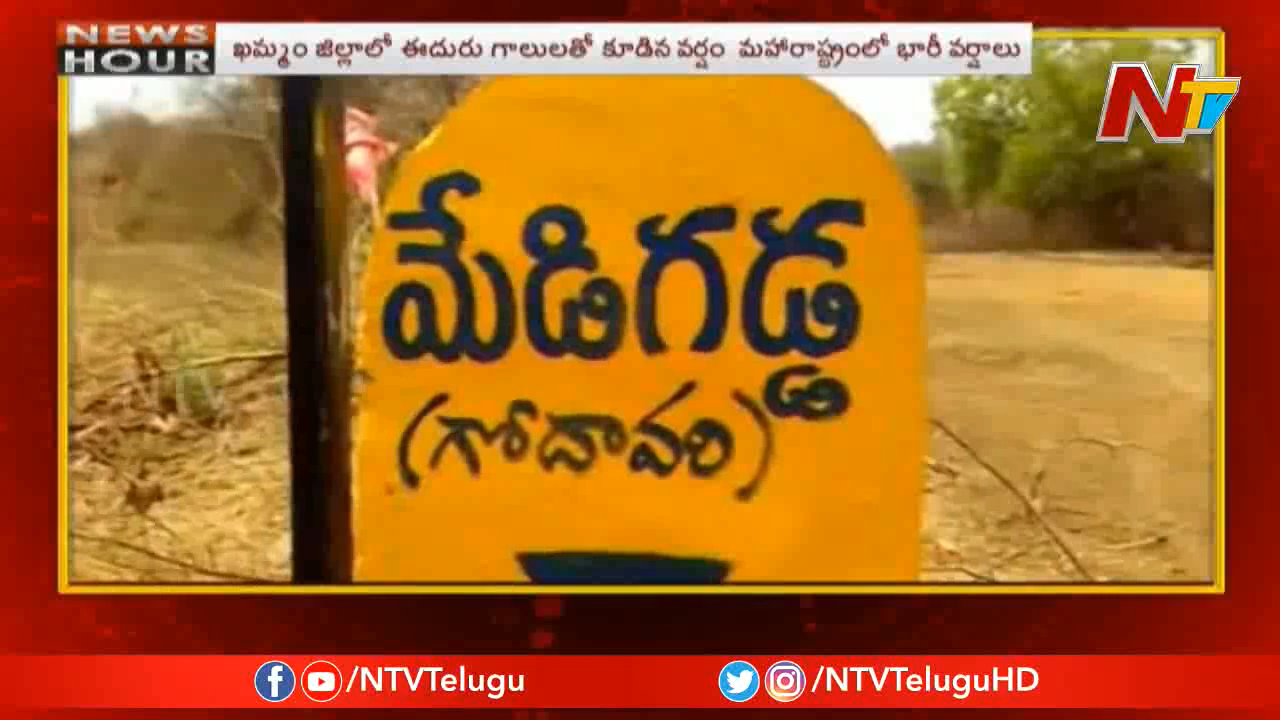 NEWS
HOUR
ఖమ్మం జిల్లాలో ఈదురు గాలులతో కూడిన వర్షం మహారాష్ట్రంలో భారీ వర్షాలు
NTV
మేడిగడ్డ
(గోదావరి)
/NTVTelugu
/NTVTeluguHD